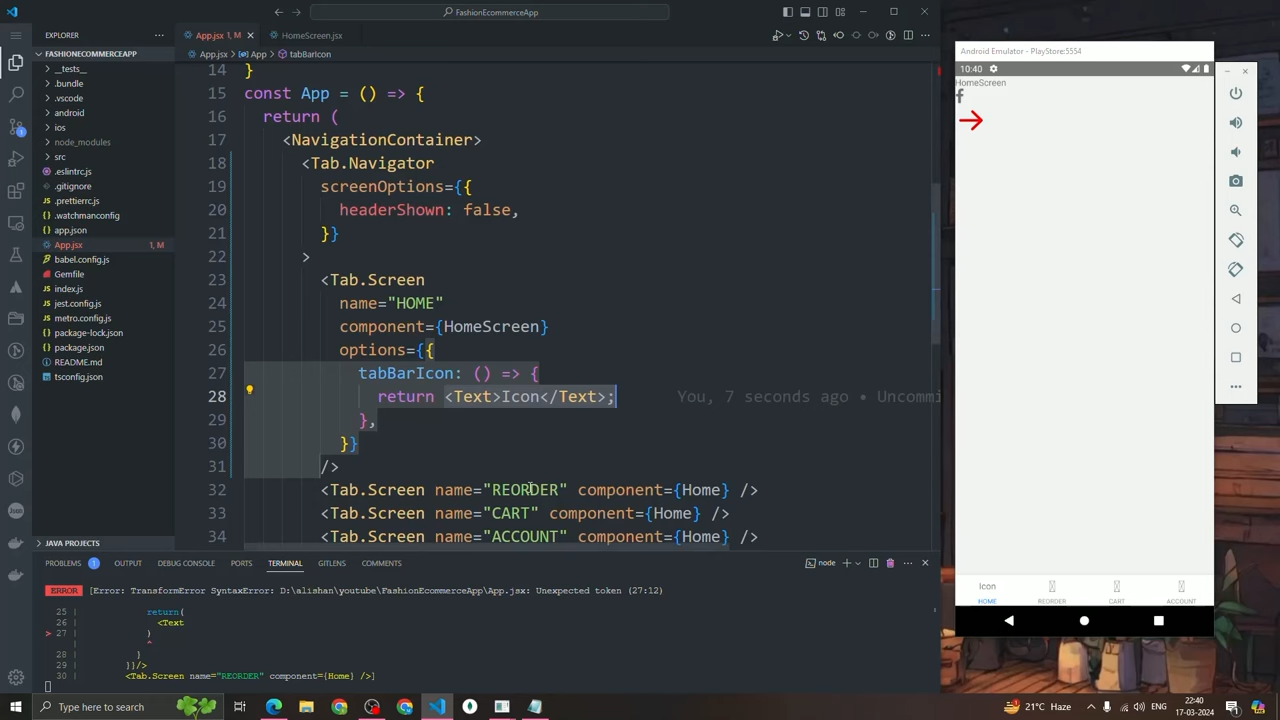 FashionEcommerceApp
EXPLORER
App.jsx 1, M
HomeScreen.jsx
FASHIONECOMMERCEAPP
App.jsx > App > tabBarIcon
__tests__
.bundle
.vscode
android
ios
node_modules
src
.eslintrc.js
.gitignore
.prettierrc.js
.watchmanconfig
app.json
App.jsx 1, M
babel.config.js
Gemfile
index.js
jest.config.js
metro.config.js
package-lock.json
package.json
README.md
tsconfig.json
JAVA PROJECTS
14 }
15 const App = () => {
16 return (
17 <NavigationContainer>
18 <Tab.Navigator
19 screenOptions={{
20 headerShown: false,
21 }}
22 >
23 <Tab.Screen
24 name="HOME"
25 component={HomeScreen}
26 options={{
27 tabBarIcon: () => {
28 return <Text>Icon</Text>; You, 7 seconds ago • Uncommi
29 },
30 }}
31 />
32 <Tab.Screen name="REORDER" component={Home} />
33 <Tab.Screen name="CART" component={Home} />
34 <Tab.Screen name="ACCOUNT" component={Home} />
PROBLEMS 1 OUTPUT DEBUG CONSOLE PORTS TERMINAL GITLENS COMMENTS
node
ERROR [Error: TransformError SyntaxError: D:\alishan\youtube\FashionEcommerceApp\App.jsx: Unexpected token (27:12)
25 return(
26 <Text
> 27 )
^
28 }
29 }}/>
30 <Tab.Screen name="REORDER" component={Home} />]
Android Emulator - PlayStore:5554
10:40
HomeScreen
Icon
HOME REORDER CART ACCOUNT
Type here to search
21°C Haze
ENG
22:40
17-03-2024